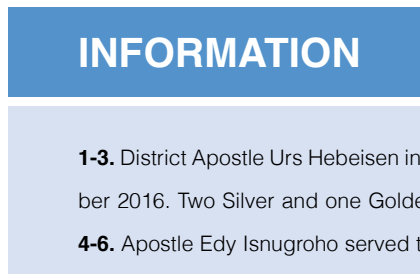 INFORMATION
1-3. District Apostle Urs Hebeisen in
ber 2016. Two Silver and one Golde
4-6. Apostle Edy Isnugroho served t